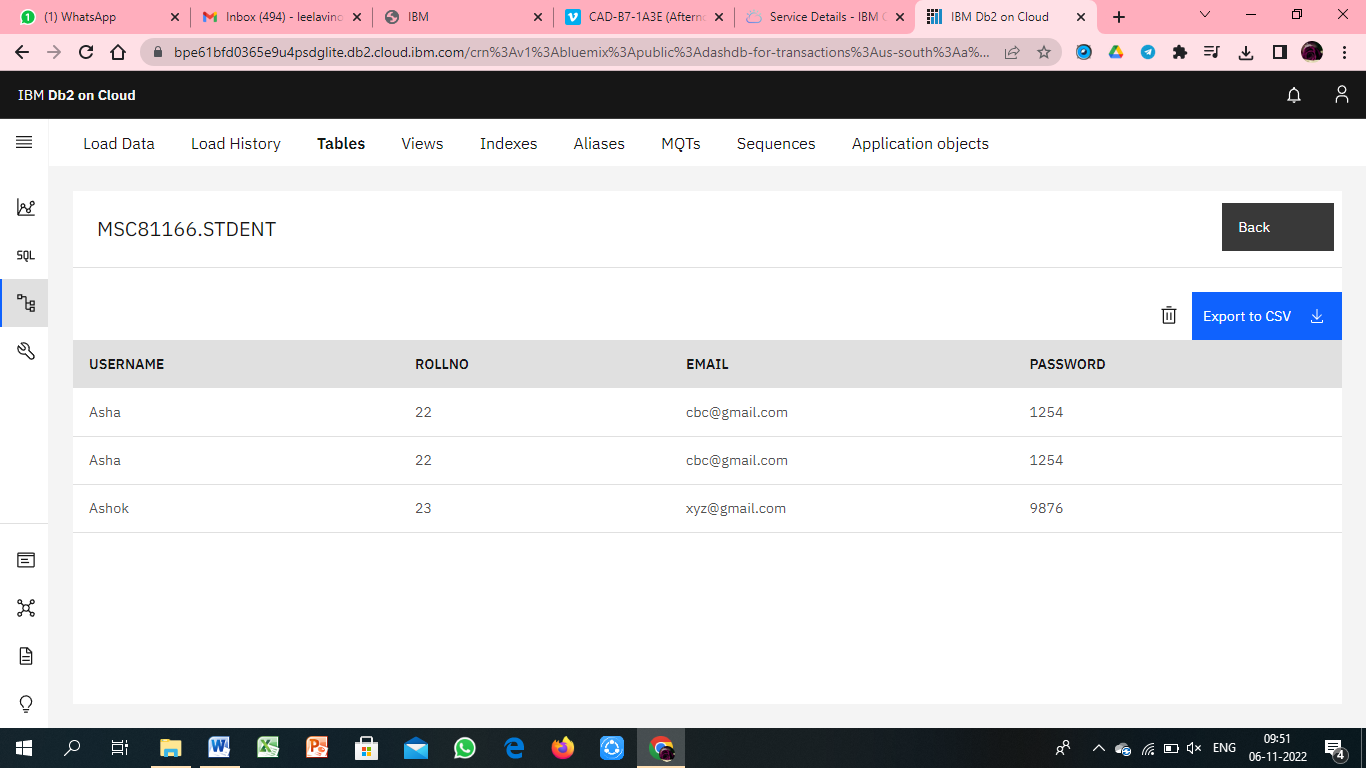 (1) WhatsApp
Inbox (494) - leelavino
IBM
CAD-B7-1A3E (Aftern
Service Details - IBM C
IBM Db2 on Cloud
bpe61bfd0365e9u4psdglite.db2.cloud.ibm.com/crn%3Av1%3Abluemix%3Apublic%3Adashdb-for-transactions%3Aus-south%3Aa%...
IBM Db2 on Cloud
Load Data Load History Tables Views Indexes Aliases MQTs Sequences Application objects
MSC81166.STDENT
Back
SQL
Export to CSV
USERNAME ROLLNO EMAIL PASSWORD
Asha 22 cbc@gmail.com 1254
Asha 22 cbc@gmail.com 1254
Ashok 23 xyz@gmail.com 9876
ENG
09:51
06-11-2022
4